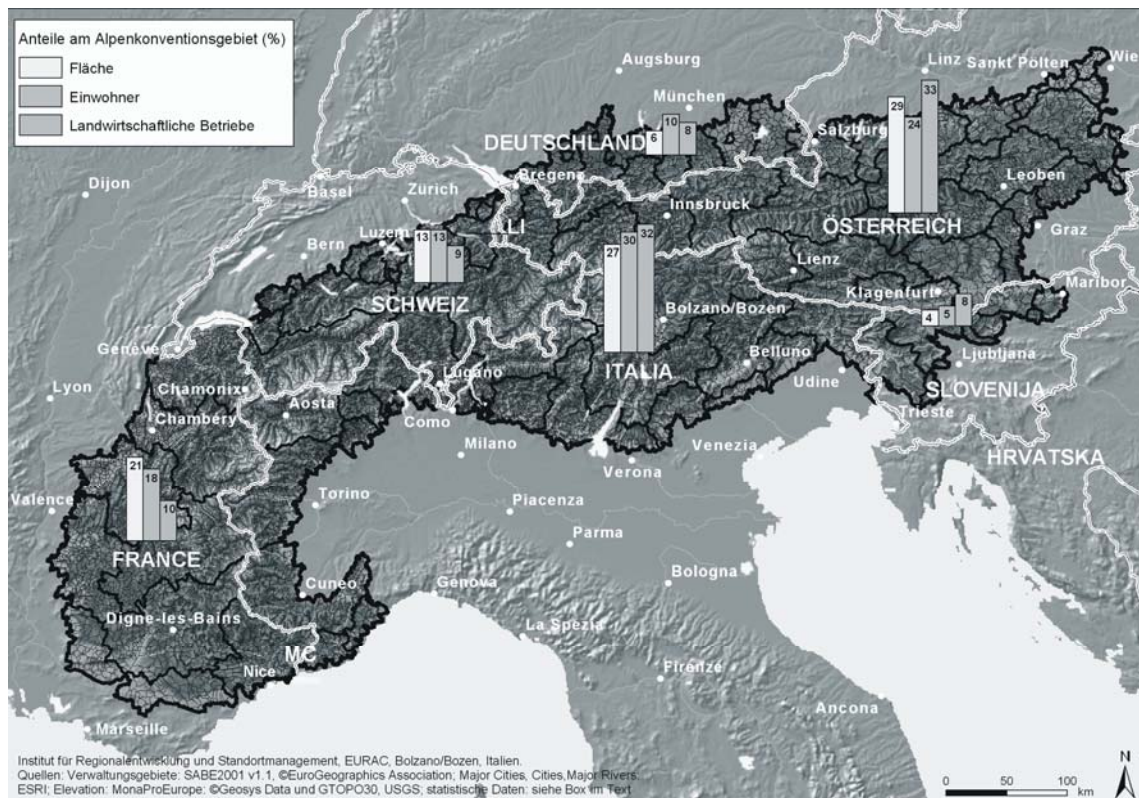 Anteile am Alpenkonventionsgebiet (%)
Fläche
Einwohner
Landwirtschaftliche Betriebe
Augsburg
Linz
Sankt Pölten
Wie
München
10
8
6
DEUTSCHLAND
29
24
33
Salzburg
Dijon
Basel
Zürich
Bregenz
Innsbruck
Leoben
ÖSTERREICH
Graz
LI
Luzern
Bern
13
13
9
SCHWEIZ
27
30
32
Lienz
Klagenfurt
Maribor
Bolzano/Bozen
4
5
8
Genève
Lugano
ITALIA
Belluno
Udine
Ljubljana
SLOVENIJA
Lyon
Chamonix
Aosta
Chambéry
Como
Milano
Trieste
Venezia
Verona
HRVATSKA
21
18
10
Valence
Torino
Piacenza
Parma
FRANCE
Bologna
Cuneo
Genova
Digne-les-Bains
La Spezia
MC
Nice
Firenze
Ancona
Marseille
Institut für Regionalentwicklung und Standortmanagement, EURAC, Bolzano/Bozen, Italien.
Quellen: Verwaltungsgebiete: SABE2001 v1.1, ©EuroGeographics Association; Major Cities, Cities,Major Rivers:
ESRI; Elevation: MonaProEurope: ©Geosys Data und GTOPO30, USGS; statistische Daten: siehe Box im Text
0 50 100
km
N